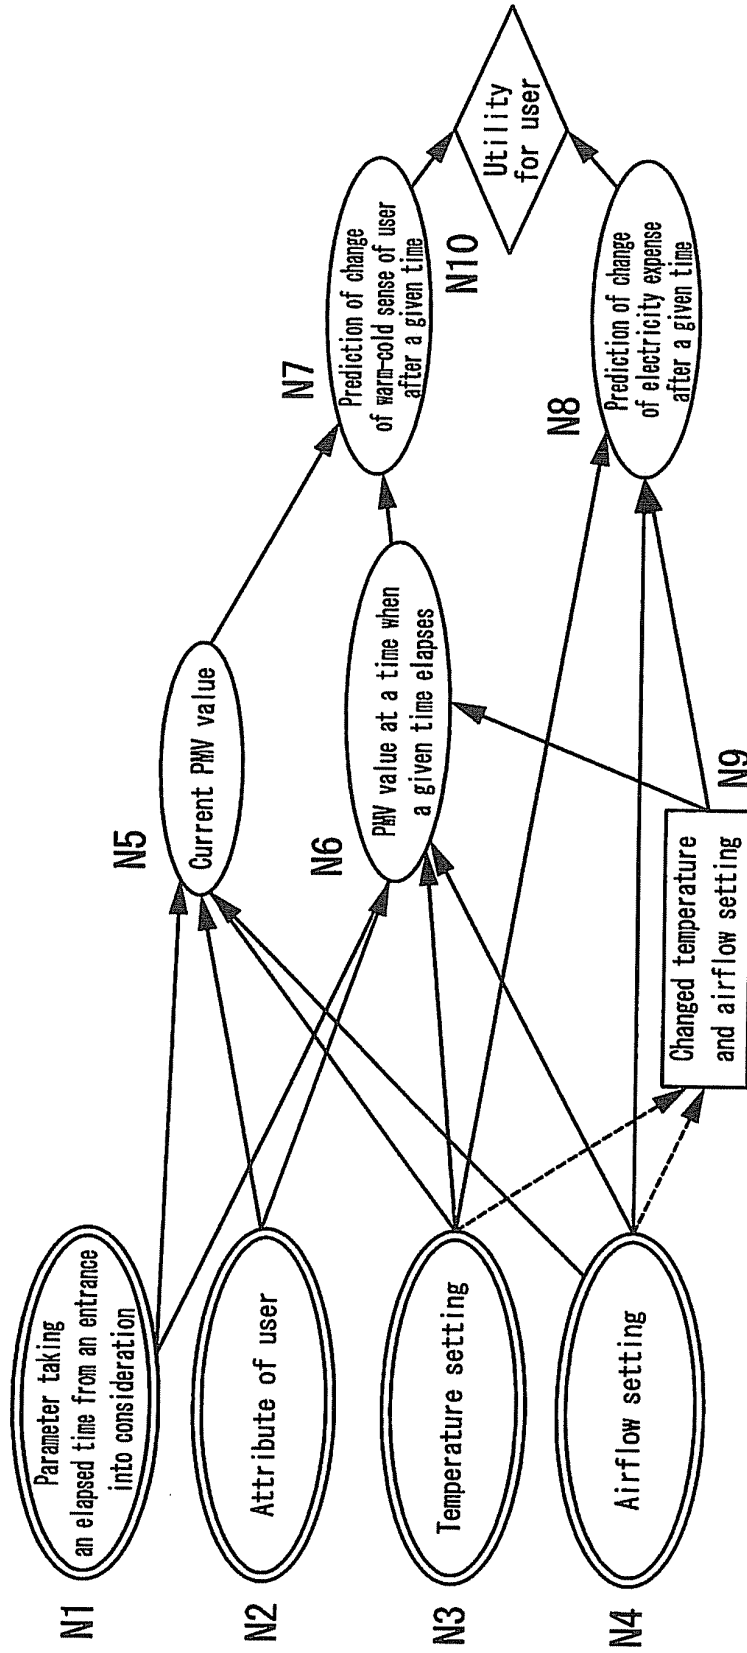 N1
Parameter taking
an elapsed time from an entrance
into consideration
N2
Attribute of user
N3
Temperature setting
N4
Airflow setting
N5
Current PMV value
N6
PMV value at a time when
a given time elapses
N9
Changed temperature
and airflow setting
N7
Prediction of change
of warm-cold sense of user
after a given time
N8
Prediction of change
of electricity expense
after a given time
N10
Utility
for user